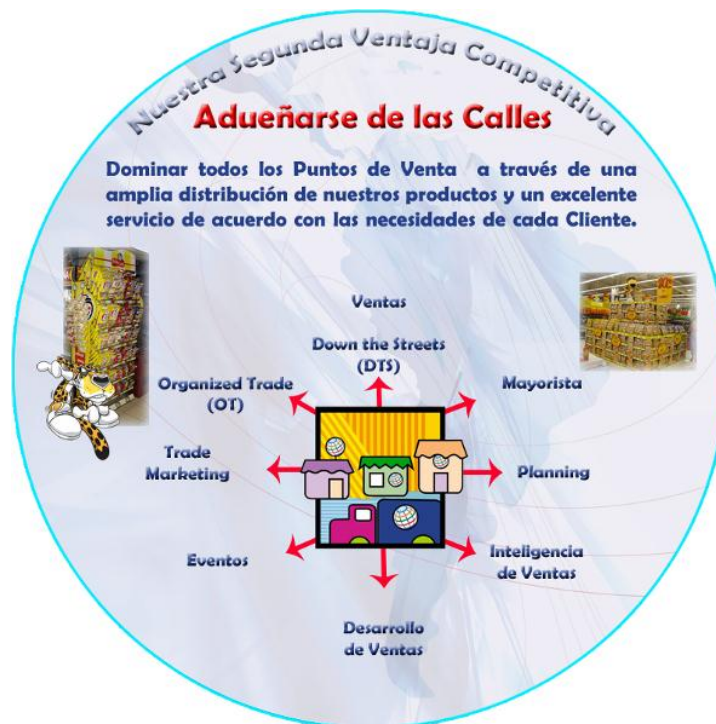 Nuestra Segunda Ventaja Competitiva
Adueñarse de las Calles
Dominar todos los Puntos de Venta a través de una
amplia distribución de nuestros productos y un excelente
servicio de acuerdo con las necesidades de cada Cliente.
Ventas
Down the Streets
(DTS)
Organized Trade
(OT)
Mayorista
Trade
Marketing
Planning
Eventos
Inteligencia
de Ventas
Desarrollo
de Ventas